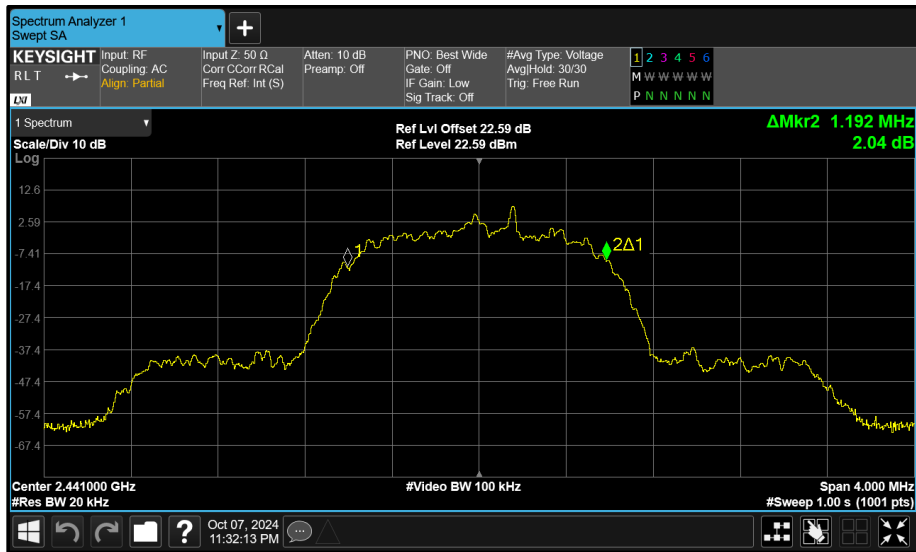 Spectrum Analyzer 1
Swept SA
+
KEYSIGHT
R L T
LXI
Input: RF
Coupling: AC
Align: Partial
Input Z: 50 Ω
Corr CCorr RCal
Freq Ref: Int (S)
Atten: 10 dB
Preamp: Off
PNO: Best Wide
Gate: Off
IF Gain: Low
Sig Track: Off
#Avg Type: Voltage
Avg|Hold: 30/30
Trig: Free Run
1 2 3 4 5 6
M W W W W W
P N N N N N
1 Spectrum
Scale/Div 10 dB
Ref Lvl Offset 22.59 dB
Ref Level 22.59 dBm
ΔMkr2 1.192 MHz
2.04 dB
Log
12.6
2.59
-7.41
-17.4
-27.4
-37.4
-47.4
-57.4
-67.4
1
2Δ1
Center 2.441000 GHz
#Video BW 100 kHz
Span 4.000 MHz
#Res BW 20 kHz
#Sweep 1.00 s (1001 pts)
?
Oct 07, 2024
11:32:13 PM